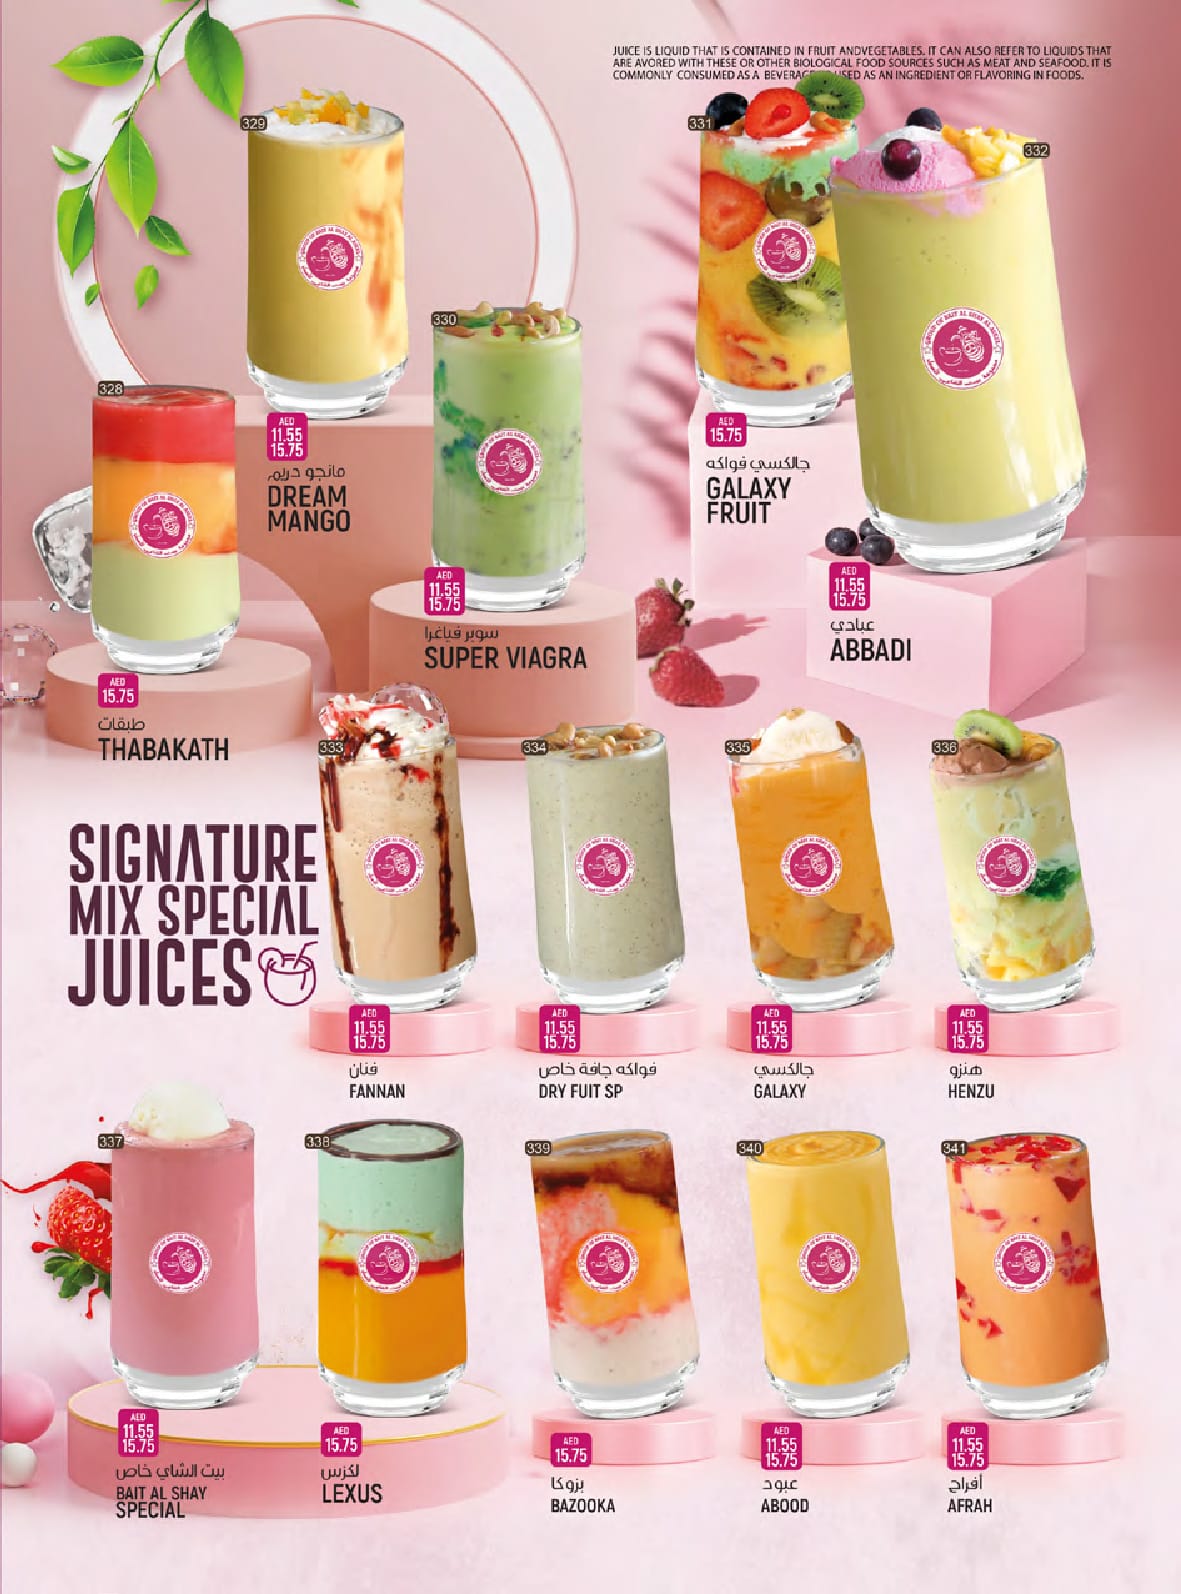 JUICE IS LIQUID THAT IS CONTAINED IN FRUIT ANDVEGETABLES. IT CAN ALSO REFER TO LIQUIDS THAT
ARE AVORED WITH THESE OR OTHER BIOLOGICAL FOOD SOURCES SUCH AS MEAT AND SEAFOOD. IT IS
COMMONLY CONSUMED AS A BEVERAGE USED AS AN INGREDIENT OR FLAVORING IN FOODS.
329
AED
11.55
15.75
مانجو دريم
DREAM
MANGO
330
AED
11.55
15.75
سوبر فياغرا
SUPER VIAGRA
331
AED
15.75
جالكسي فواكه
GALAXY
FRUIT
332
GROUP OF BAIT AL SHAY AL ASEEL
AED
11.55
15.75
عبادي
ABBADI
328
AED
15.75
طبقات
THABAKATH
SIGNATURE
MIX SPECIAL
JUICES
333
AED
11.55
15.75
فنان
FANNAN
334
AED
11.55
15.75
فواكه جافة خاص
DRY FUIT SP
335
AED
11.55
15.75
جالكسي
GALAXY
336
AED
11.55
15.75
هنزو
HENZU
337
AED
11.55
15.75
بيت الشاي خاص
BAIT AL SHAY
SPECIAL
338
AED
15.75
لكزس
LEXUS
339
AED
15.75
بزوكا
BAZOOKA
340
AED
11.55
15.75
عبود
ABOOD
341
AED
11.55
15.75
أفراح
AFRAH